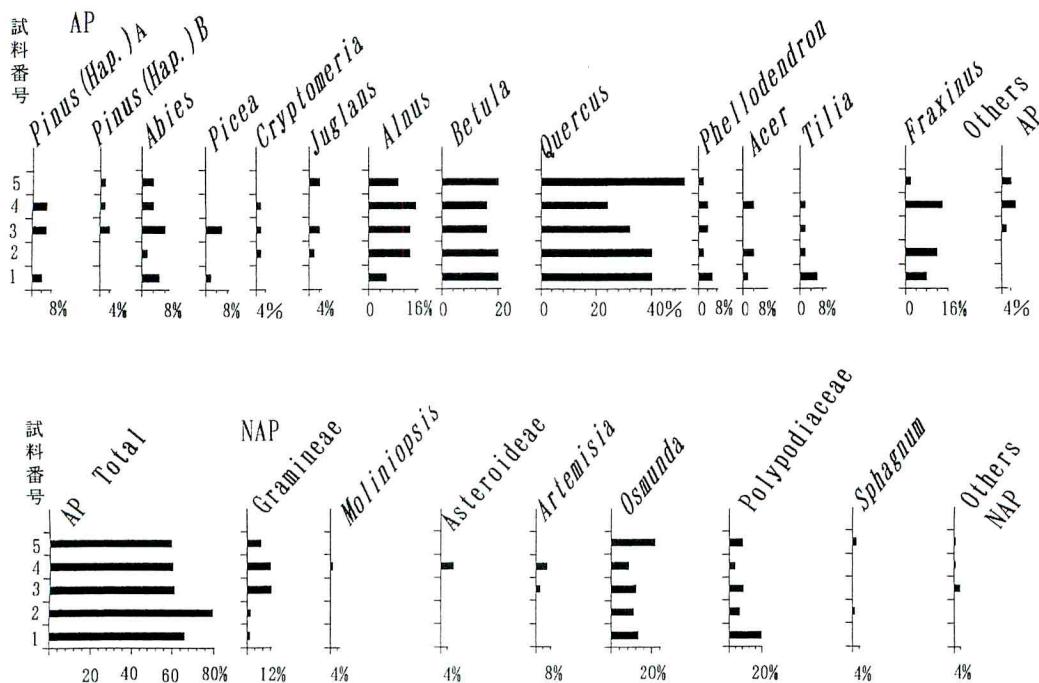 試料番号
AP
Pinus (Hap.) A
Pinus (Hap.) B
Abies
Picea
Cryptomeria
Juglans
Alnus
Betula
Quercus
Phellodendron
Acer
Tilia
Fraxinus
Others AP
5
4
3
2
1
8% 4% 8% 8% 4% 4% 0 16% 0 20 0 20 40% 0 8% 0 8% 0 8% 0 16% 4%
試料番号
AP Total
NAP
Gramineae
Moliniopsis
Asteroideae
Artemisia
Osmunda
Polypodiaceae
Sphagnum
Others NAP
5
4
3
2
1
20 40 60 80% 12% 4% 4% 8% 20% 20% 4% 4%